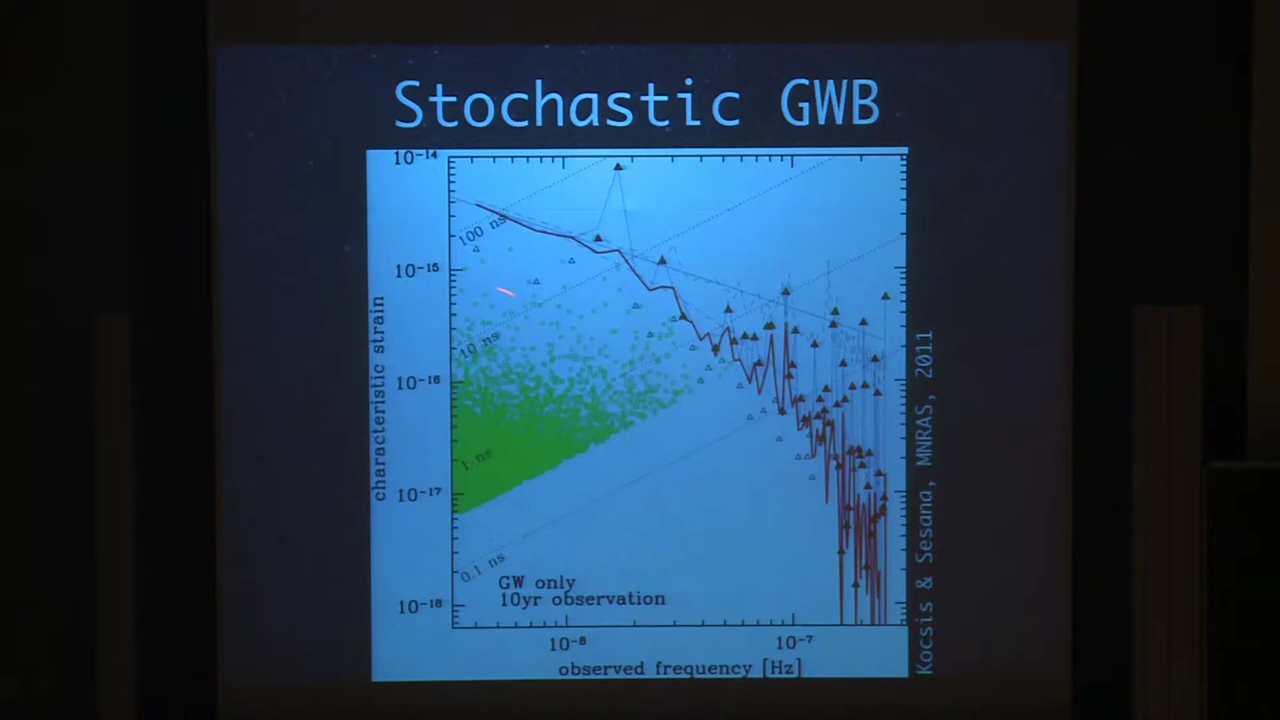 Stochastic GWB
10⁻¹⁴
100 ns
10⁻¹⁵
10 ns
10⁻¹⁶
1 ns
10⁻¹⁷
0.1 ns
10⁻¹⁸
characteristic strain
GW only
10yr observation
10⁻⁸
10⁻⁷
observed frequency [Hz]
Kocsis & Sesana, MNRAS, 2011